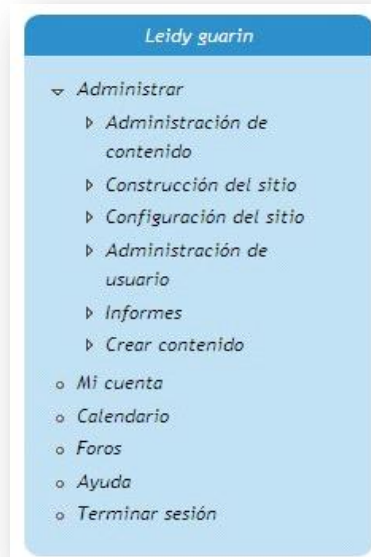 Leidy guarin
Administrar
Administración de
contenido
Construcción del sitio
Configuración del sitio
Administración de
usuario
Informes
Crear contenido
Mi cuenta
Calendario
Foros
Ayuda
Terminar sesión